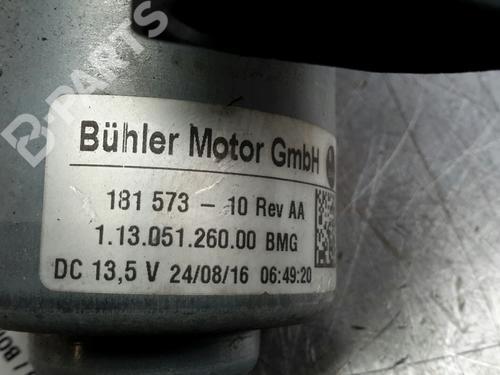 B-PARTS
Bühler Motor GmbH
181 573 - 10 Rev AA
1.13.051.260.00 BMG
DC 13,5 V 24/08/16 06:49:20